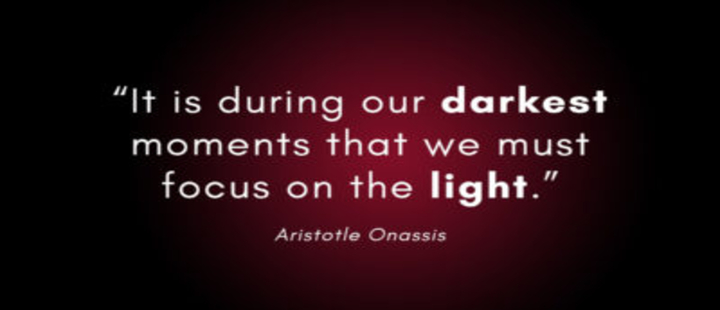 “It is during our darkest
moments that we must
focus on the light.”
Aristotle Onassis